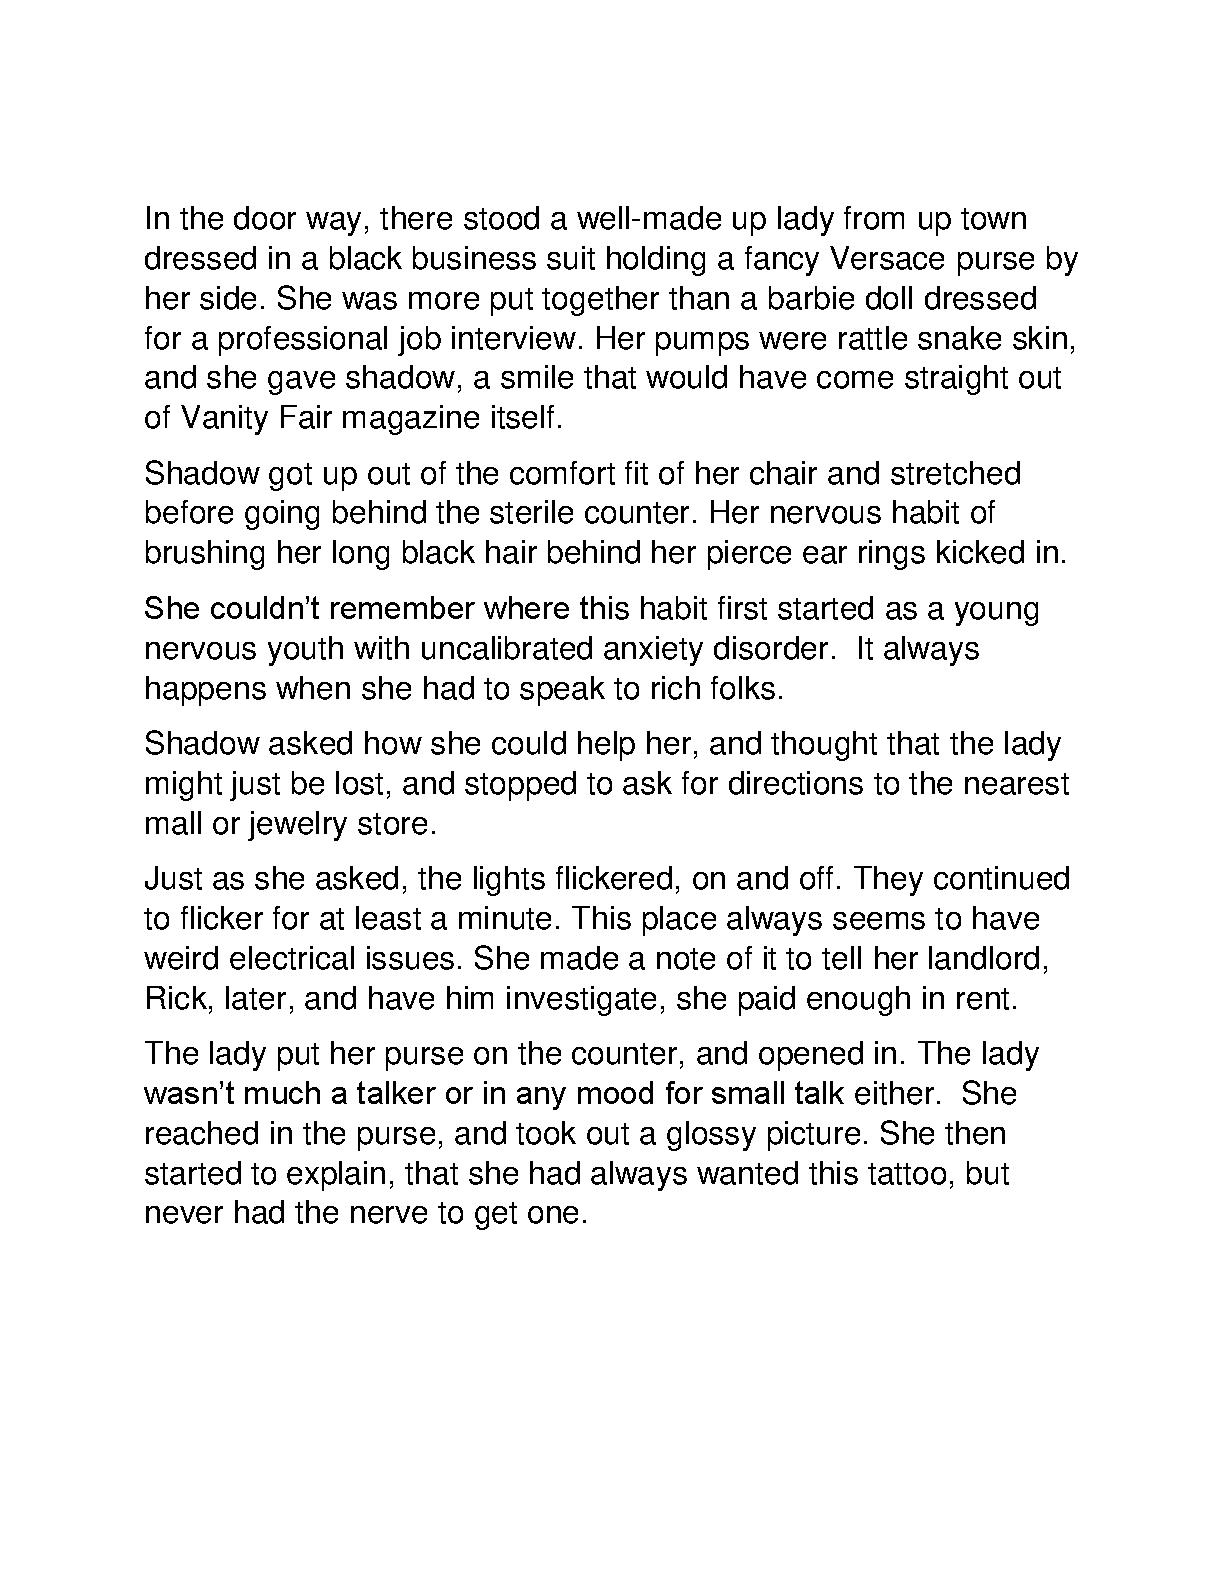 In the door way, there stood a well-made up lady from up town
dressed in a black business suit holding a fancy Versace purse by
her side. She was more put together than a barbie doll dressed
for a professional job interview. Her pumps were rattle snake skin,
and she gave shadow, a smile that would have come straight out
of Vanity Fair magazine itself.
Shadow got up out of the comfort fit of her chair and stretched
before going behind the sterile counter. Her nervous habit of
brushing her long black hair behind her pierce ear rings kicked in.
She couldn’t remember where this habit first started as a young
nervous youth with uncalibrated anxiety disorder.  It always
happens when she had to speak to rich folks.
Shadow asked how she could help her, and thought that the lady
might just be lost, and stopped to ask for directions to the nearest
mall or jewelry store.
Just as she asked, the lights flickered, on and off. They continued
to flicker for at least a minute. This place always seems to have
weird electrical issues. She made a note of it to tell her landlord,
Rick, later, and have him investigate, she paid enough in rent.
The lady put her purse on the counter, and opened in. The lady
wasn’t much a talker or in any mood for small talk either.  She
reached in the purse, and took out a glossy picture. She then
started to explain, that she had always wanted this tattoo, but
never had the nerve to get one.